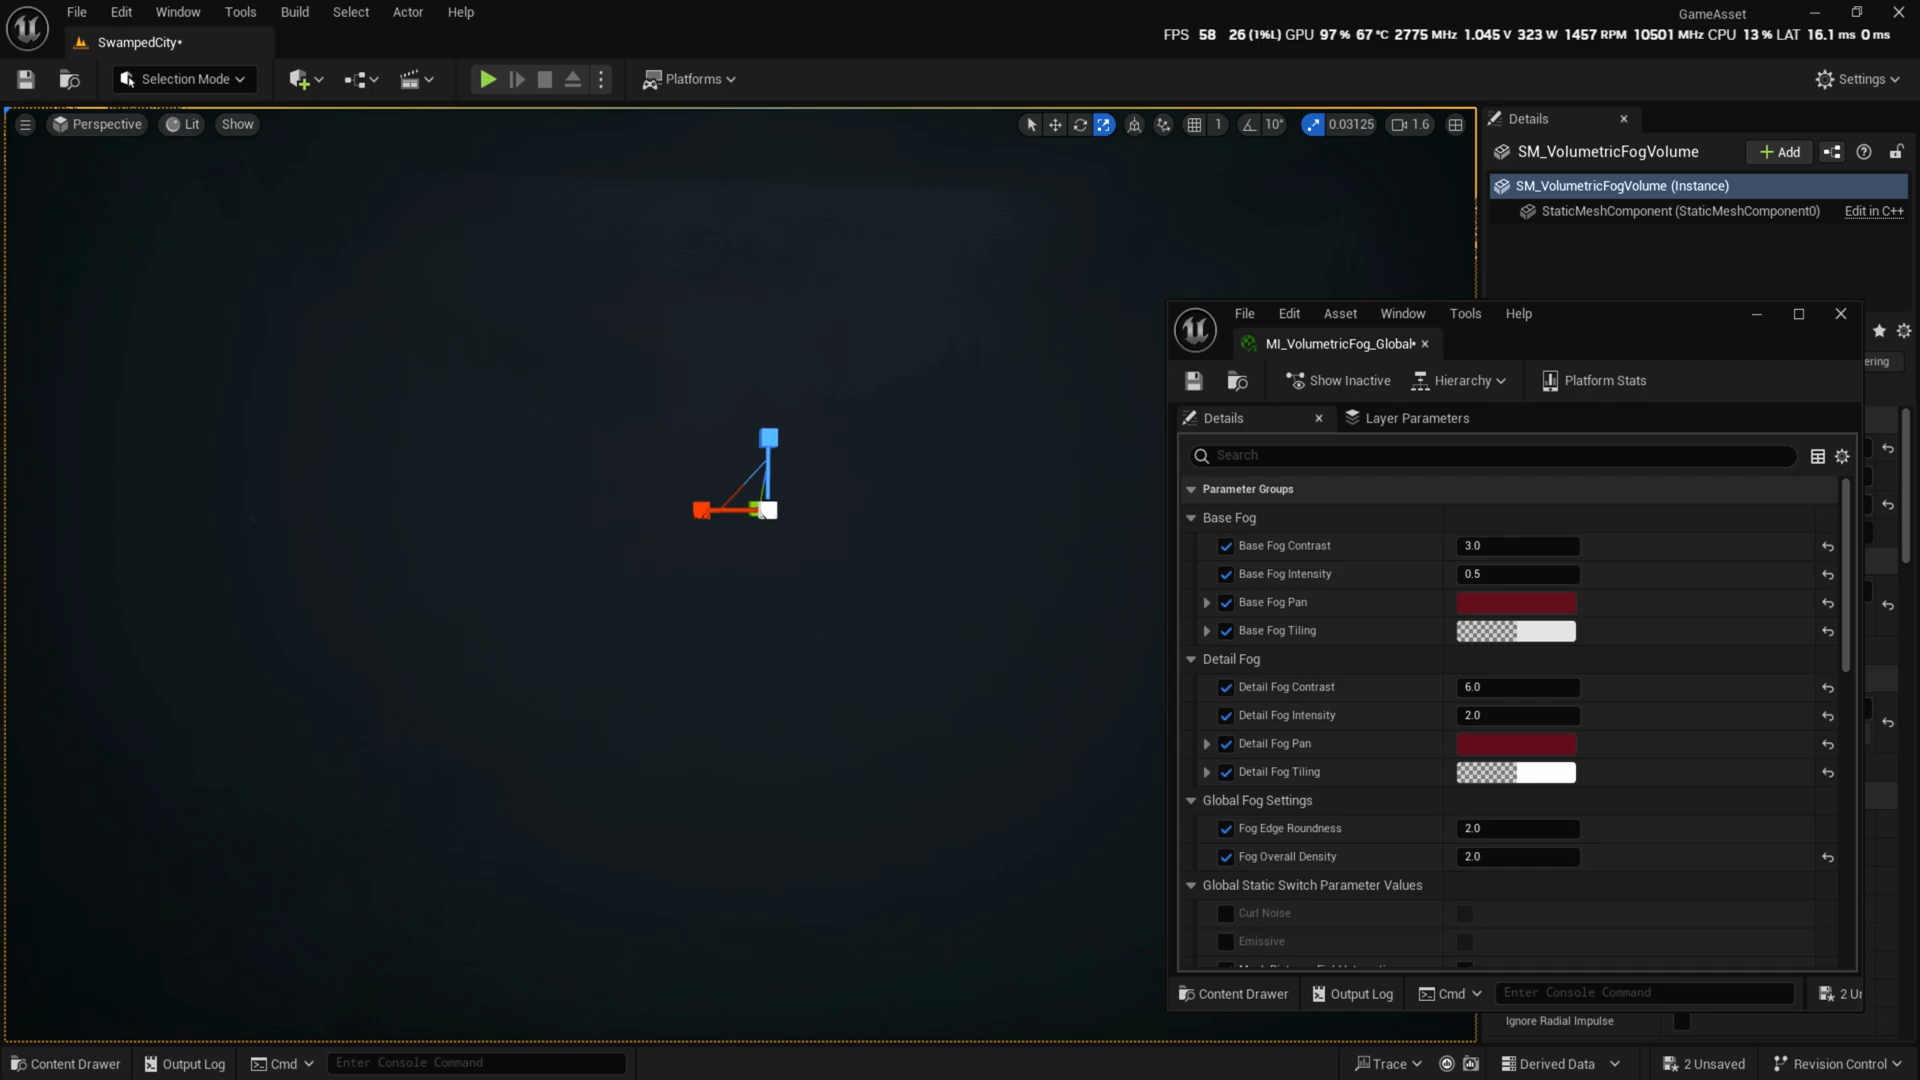 File Edit Window Tools Build Select Actor Help
GameAsset
SwampedCity*
FPS 58 26 (1%L) GPU 97 % 67 °C 2775 MHz 1.045 V 323 W 1457 RPM 10501 MHz CPU 13 % LAT 16.1 ms 0 ms
Selection Mode
Platforms
Settings
Perspective
Lit
Show
1
10°
0.03125
1.6
Details
SM_VolumetricFogVolume
Add
SM_VolumetricFogVolume (Instance)
StaticMeshComponent (StaticMeshComponent0)
Edit in C++
File Edit Asset Window Tools Help
MI_VolumetricFog_Global*
Show Inactive
Hierarchy
Platform Stats
Details
Layer Parameters
Search
Parameter Groups
Base Fog
Base Fog Contrast 3.0
Base Fog Intensity 0.5
Base Fog Pan
Base Fog Tiling
Detail Fog
Detail Fog Contrast 6.0
Detail Fog Intensity 2.0
Detail Fog Pan
Detail Fog Tiling
Global Fog Settings
Fog Edge Roundness 2.0
Fog Overall Density 2.0
Global Static Switch Parameter Values
Curl Noise
Emissive
Content Drawer
Output Log
Cmd
Enter Console Command
2 Un
Ignore Radial Impulse
Content Drawer
Output Log
Cmd
Enter Console Command
Trace
Derived Data
2 Unsaved
Revision Control